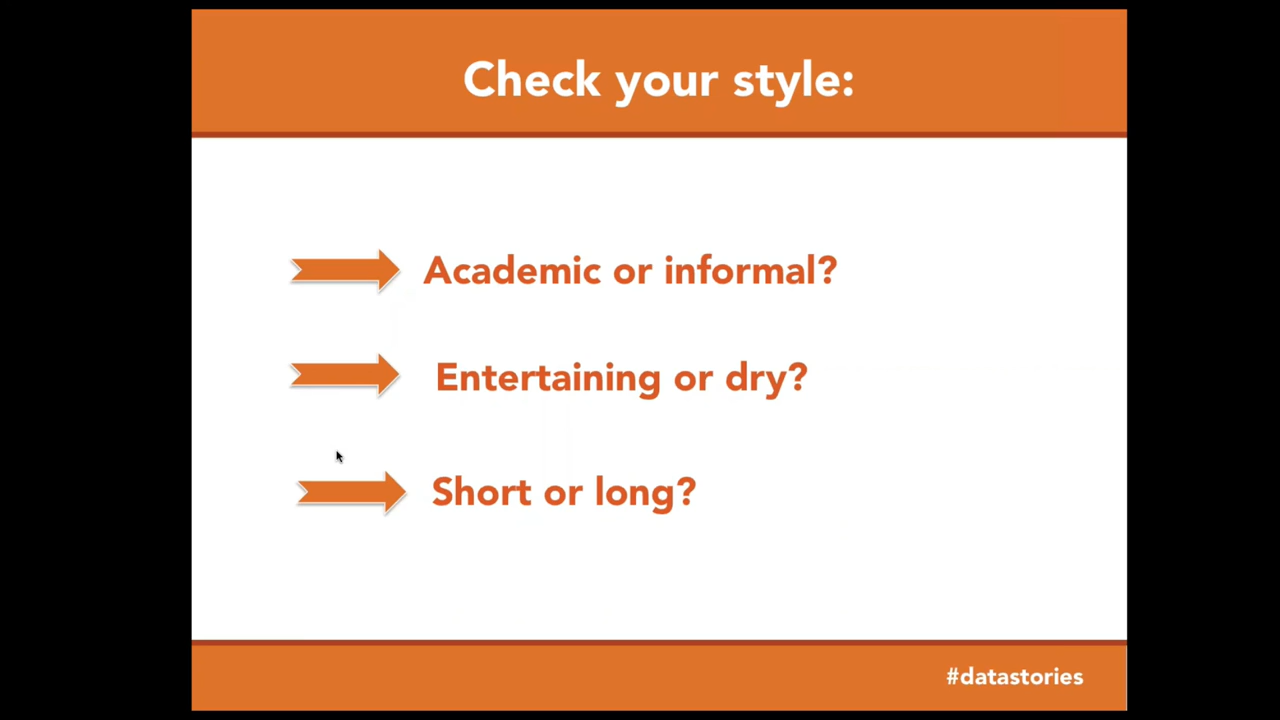 Check your style:
Academic or informal?
Entertaining or dry?
Short or long?
#datastories